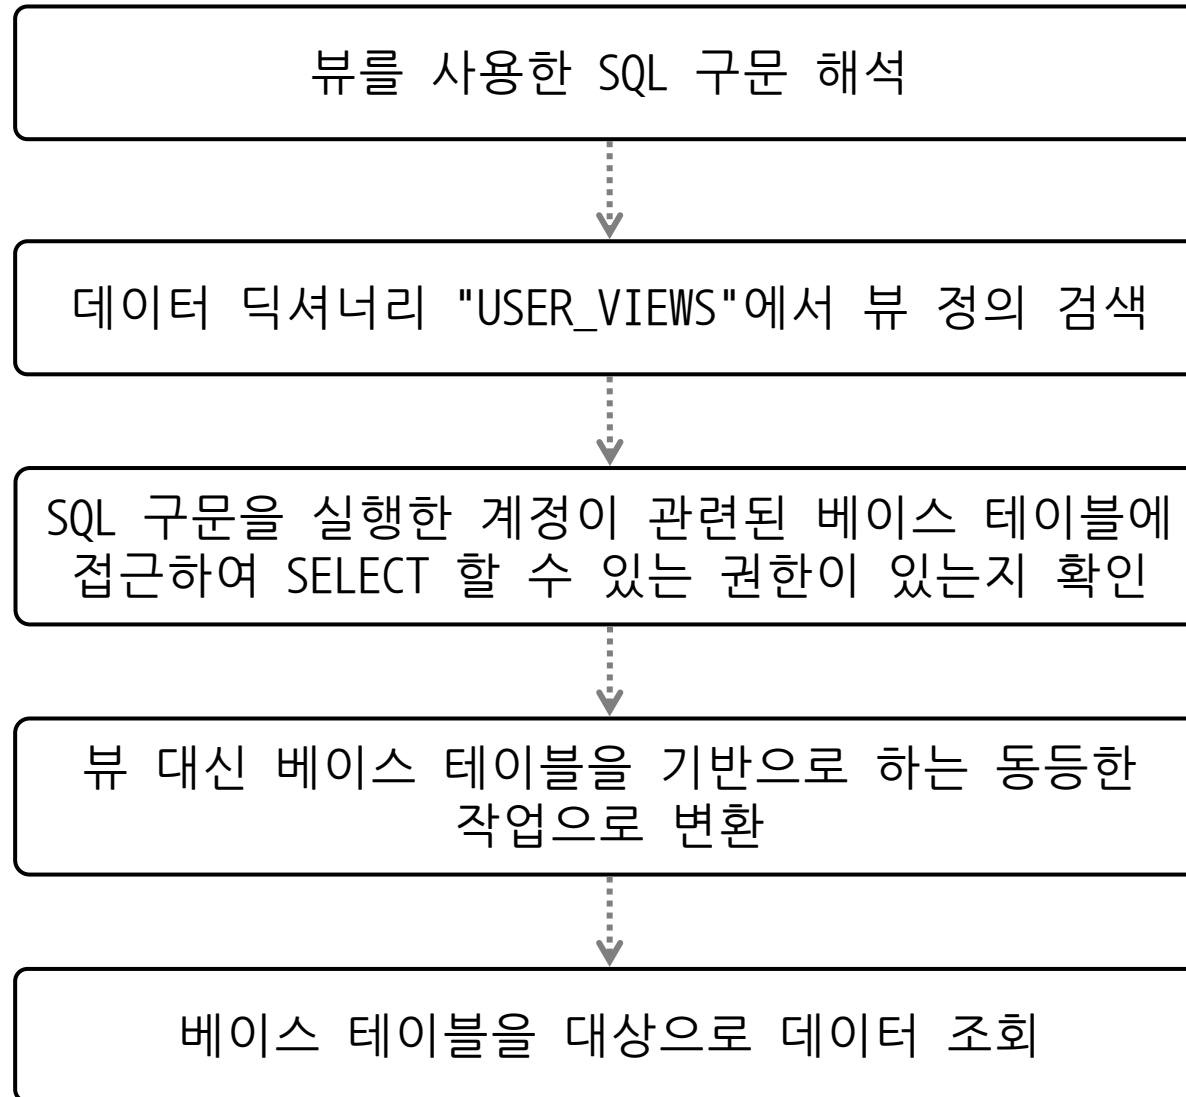 뷰를 사용한 SQL 구문 해석
데이터 딕셔너리 "USER_VIEWS"에서 뷰 정의 검색
SQL 구문을 실행한 계정이 관련된 베이스 테이블에
접근하여 SELECT 할 수 있는 권한이 있는지 확인
뷰 대신 베이스 테이블을 기반으로 하는 동등한
작업으로 변환
베이스 테이블을 대상으로 데이터 조회